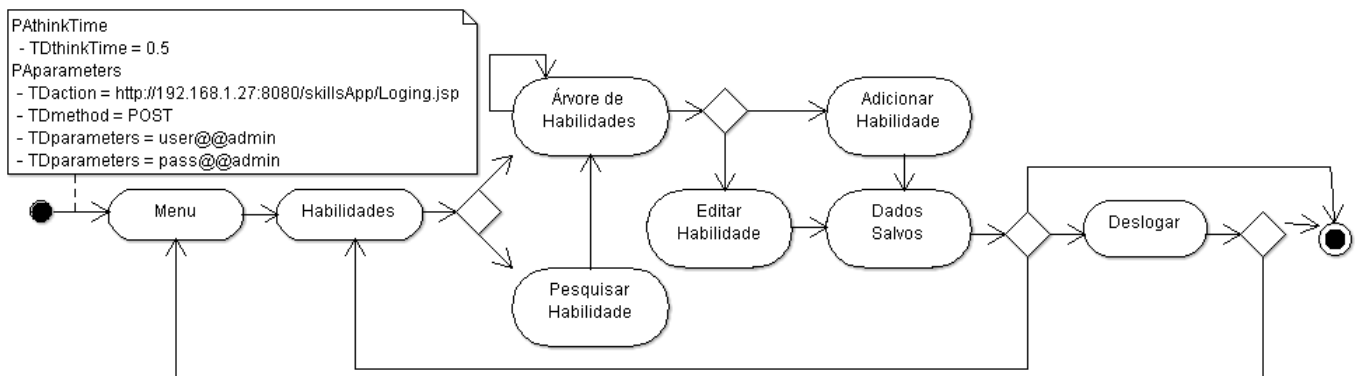 PAthinkTime
- TDthinkTime = 0.5
PAparameters
- TDaction = http://192.168.1.27:8080/skillsApp/Loging.jsp
- TDmethod = POST
- TDparameters = user@@admin
- TDparameters = pass@@admin
Menu
Habilidades
Árvore de
Habilidades
Pesquisar
Habilidade
Adicionar
Habilidade
Editar
Habilidade
Dados
Salvos
Deslogar